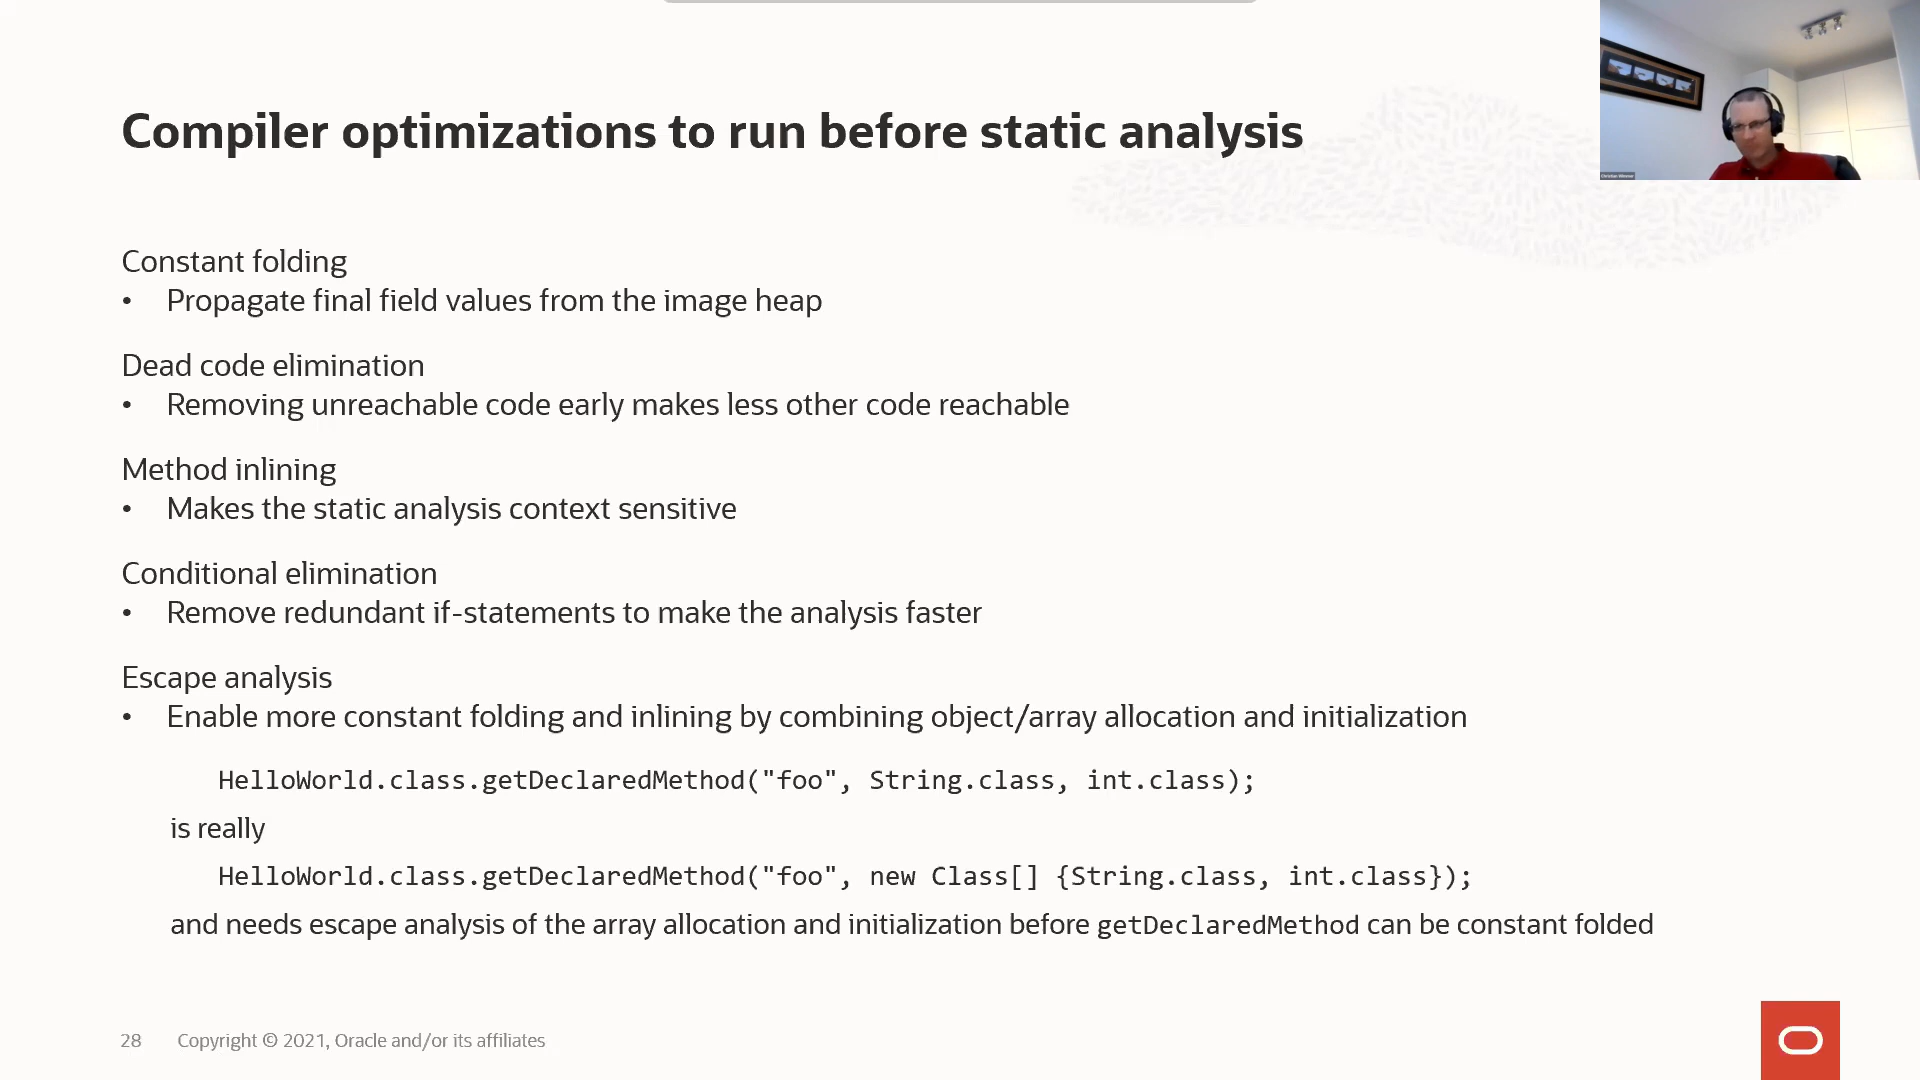 Compiler optimizations to run before static analysis
Christian Wimmer
Constant folding
• Propagate final field values from the image heap
Dead code elimination
• Removing unreachable code early makes less other code reachable
Method inlining
• Makes the static analysis context sensitive
Conditional elimination
• Remove redundant if-statements to make the analysis faster
Escape analysis
• Enable more constant folding and inlining by combining object/array allocation and initialization
HelloWorld.class.getDeclaredMethod("foo", String.class, int.class);
is really
HelloWorld.class.getDeclaredMethod("foo", new Class[] {String.class, int.class});
and needs escape analysis of the array allocation and initialization before getDeclaredMethod can be constant folded
28 Copyright © 2021, Oracle and/or its affiliates